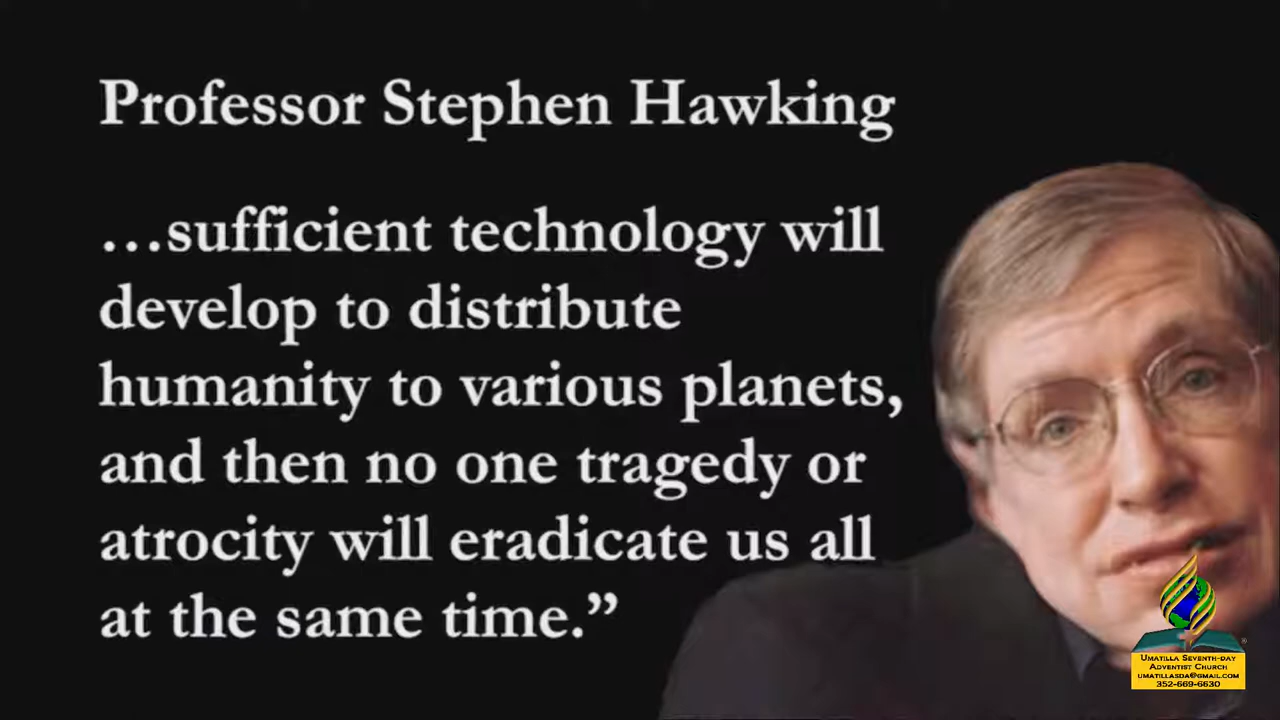 Professor Stephen Hawking
…sufficient technology will
develop to distribute
humanity to various planets,
and then no one tragedy or
atrocity will eradicate us all
at the same time.”
Umatilla Seventh-day
Adventist Church
umatillasda@gmail.com
352-669-6630